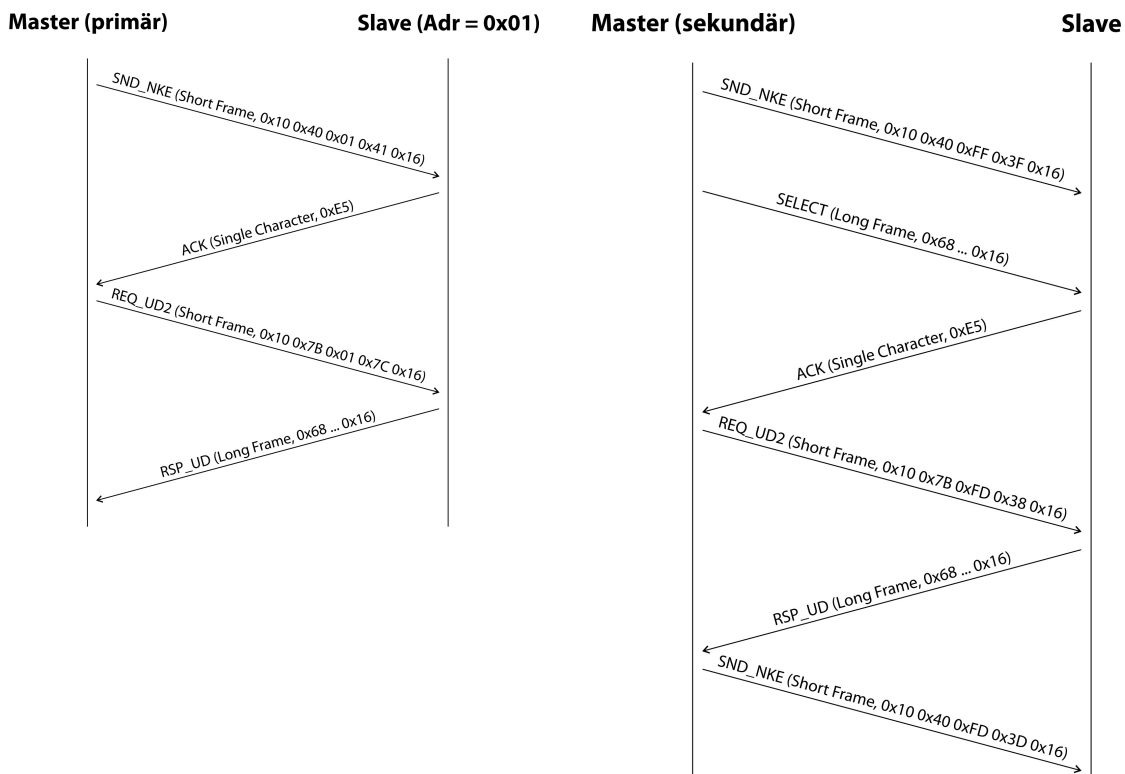 Master (primär)
Slave (Adr = 0x01)
SND_NKE (Short Frame, 0x10 0x40 0x01 0x41 0x16)
ACK (Single Character, 0xE5)
REQ_UD2 (Short Frame, 0x10 0x7B 0x01 0x7C 0x16)
RSP_UD (Long Frame, 0x68 ... 0x16)
Master (sekundär)
Slave
SND_NKE (Short Frame, 0x10 0x40 0xFF 0x3F 0x16)
SELECT (Long Frame, 0x68 ... 0x16)
ACK (Single Character, 0xE5)
REQ_UD2 (Short Frame, 0x10 0x7B 0xFD 0x38 0x16)
RSP_UD (Long Frame, 0x68 ... 0x16)
SND_NKE (Short Frame, 0x10 0x40 0xFD 0x3D 0x16)